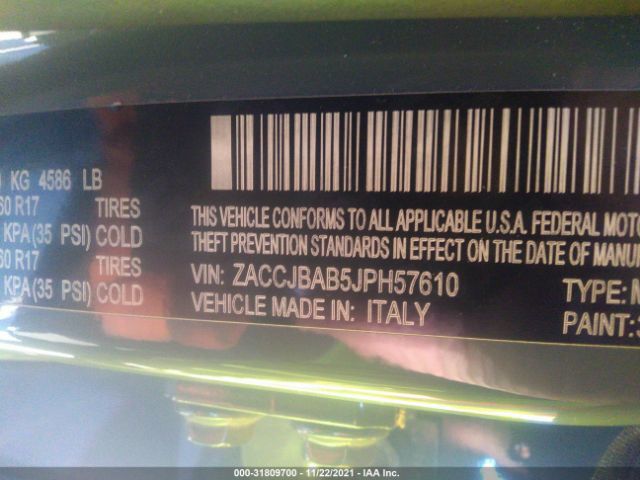 KG 4586 LB
60 R17 TIRES
KPA(35 PSI) COLD
60 R17 TIRES
KPA(35 PSI) COLD
THIS VEHICLE CONFORMS TO ALL APPLICABLE U.S.A. FEDERAL MOTO
THEFT PREVENTION STANDARDS IN EFFECT ON THE DATE OF MANU
VIN: ZACCJBAB5JPH57610
TYPE:
VEHICLE MADE IN: ITALY
PAINT:
000-31809700 - 11/22/2021 - IAA Inc.